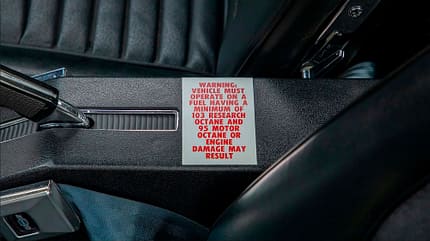 WARNING:
VEHICLE MUST
OPERATE ON A
FUEL HAVING A
MINIMUM OF
103 RESEARCH
OCTANE AND
95 MOTOR
OCTANE OR
ENGINE
DAMAGE MAY
RESULT